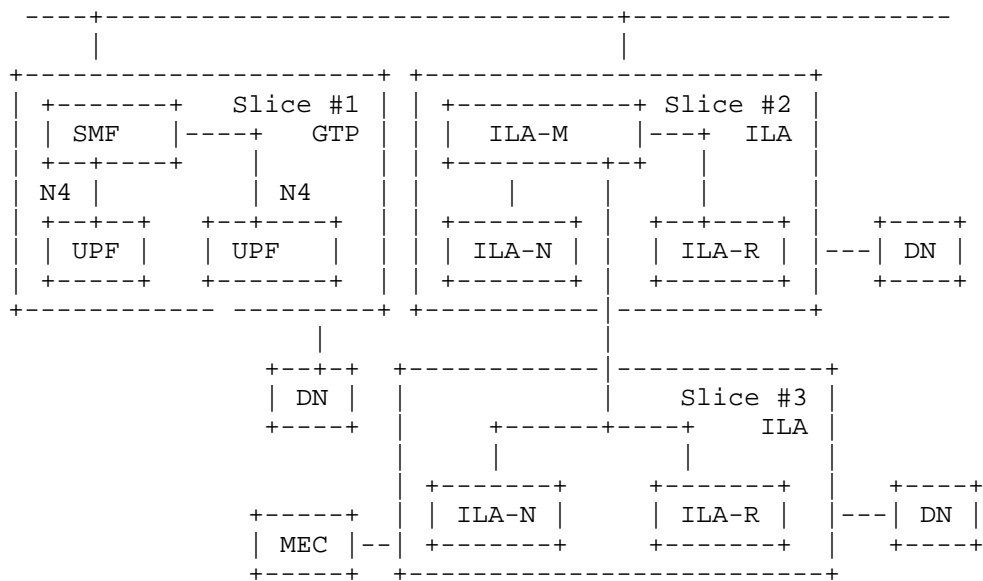 Slice #1 Slice #2
SMF GTP ILA-M ILA
N4 N4
UPF UPF ILA-N ILA-R DN
DN Slice #3
ILA
ILA-N ILA-R DN
MEC